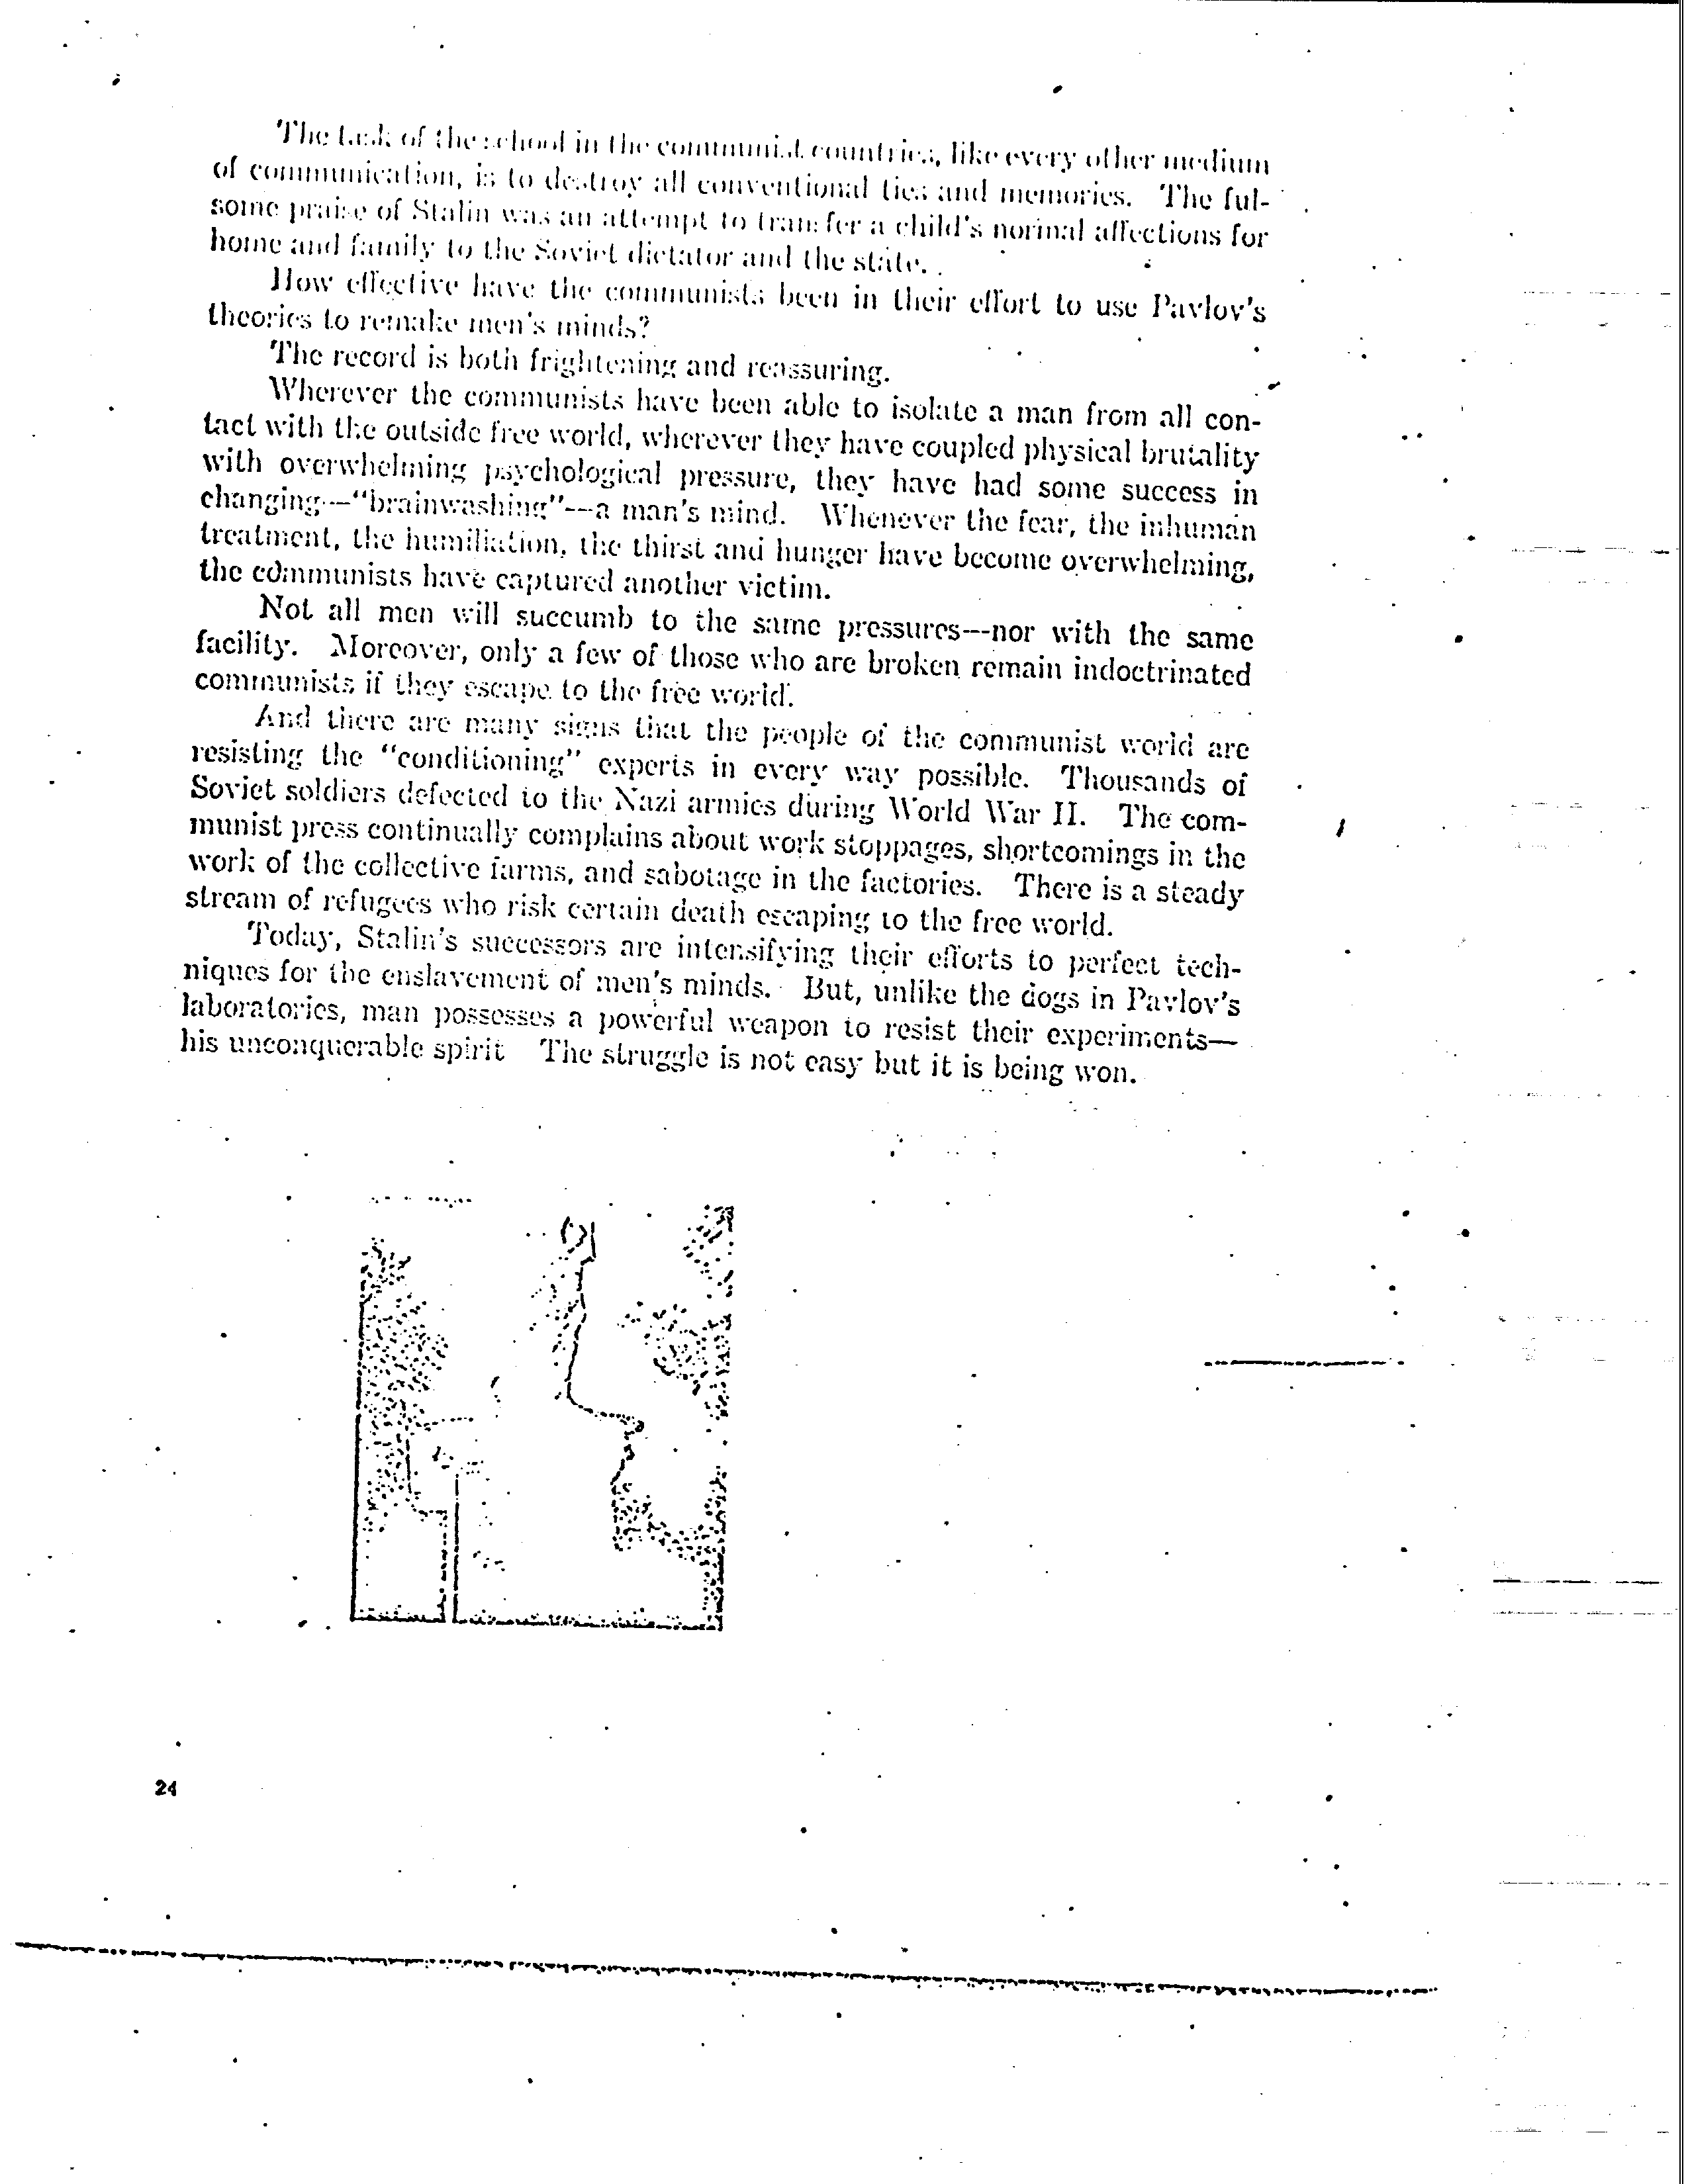 The task of the school in the communist countries, like every other medium
of communication, is to destroy all conventional ties and memories. The ful-
some praise of Stalin was an attempt to transfer a child's normal affections for
home and family to the Soviet dictator and the state.
How effective have the communists been in their effort to use Pavlov's
theories to remake men's minds?
The record is both frightening and reassuring.
Wherever the communists have been able to isolate a man from all con-
tact with the outside free world, wherever they have coupled physical brutality
with overwhelming psychological pressure, they have had some success in
changing—"brainwashing"—a man's mind. Whenever the fear, the inhuman
treatment, the humiliation, the thirst and hunger have become overwhelming,
the communists have captured another victim.
Not all men will succumb to the same pressures—nor with the same
facility. Moreover, only a few of those who are broken remain indoctrinated
communists if they escape to the free world.
And there are many signs that the people of the communist world are
resisting the "conditioning" experts in every way possible. Thousands of
Soviet soldiers defected to the Nazi armies during World War II. The com-
munist press continually complains about work stoppages, shortcomings in the
work of the collective farms, and sabotage in the factories. There is a steady
stream of refugees who risk certain death escaping to the free world.
Today, Stalin's successors are intensifying their efforts to perfect tech-
niques for the enslavement of men's minds. But, unlike the dogs in Pavlov's
laboratories, man possesses a powerful weapon to resist their experiments—
his unconquerable spirit The struggle is not easy but it is being won.
24